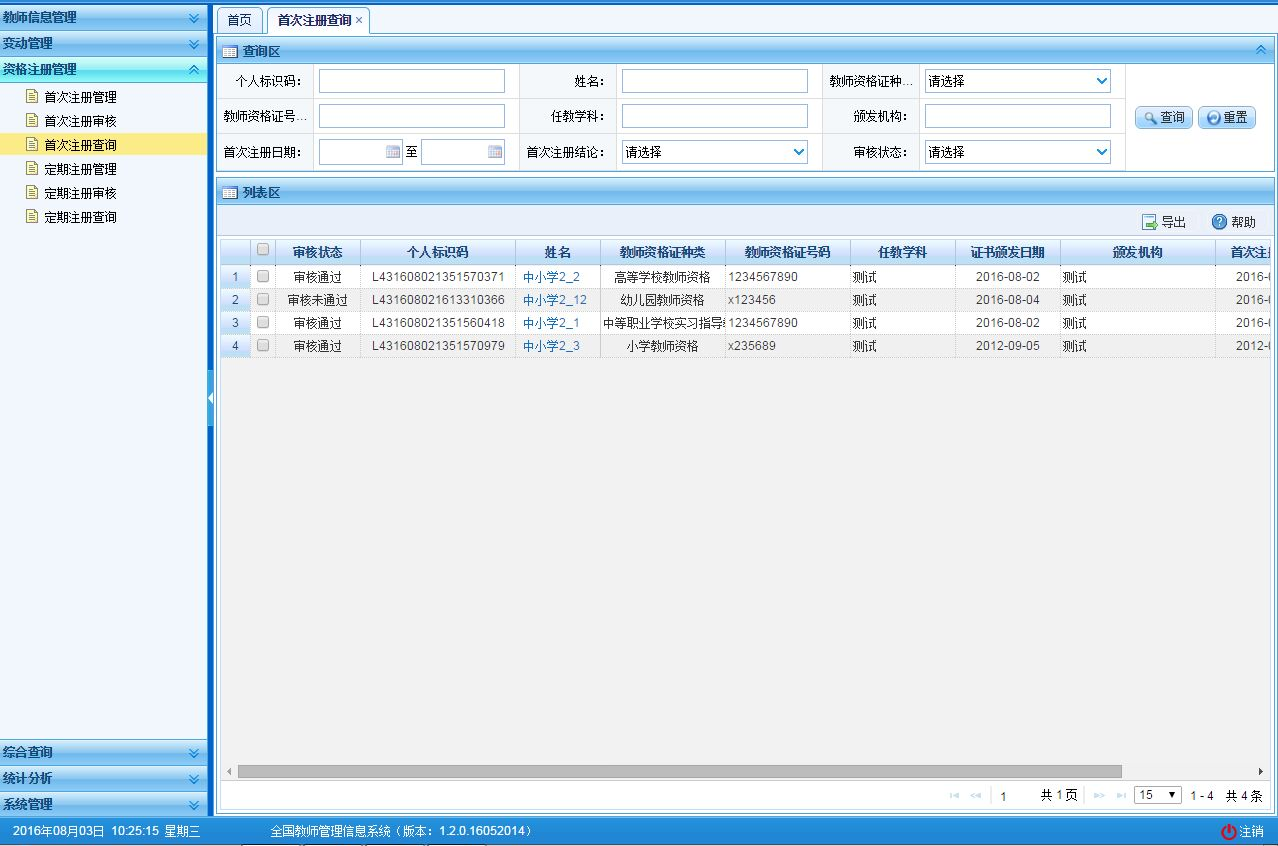 教师信息管理
变动管理
资格注册管理
首次注册管理
首次注册审核
首次注册查询
定期注册管理
定期注册审核
定期注册查询
综合查询
统计分析
系统管理
首页 首次注册查询 ×
查询区
个人标识码： 姓名： 教师资格证种... 请选择
教师资格证号... 任教学科： 颁发机构： 查询 重置
首次注册日期： 至 首次注册结论： 请选择 审核状态： 请选择
列表区
导出 帮助
审核状态 个人标识码 姓名 教师资格证种类 教师资格证号码 任教学科 证书颁发日期 颁发机构 首次注
1 审核通过 L431608021351570371 中小学2_2 高等学校教师资格 1234567890 测试 2016-08-02 测试 2016-
2 审核未通过 L431608021613310366 中小学2_12 幼儿园教师资格 x123456 测试 2016-08-04 测试 2016-
3 审核通过 L431608021351560418 中小学2_1 中等职业学校实习指导 1234567890 测试 2016-08-02 测试 2016-
4 审核通过 L431608021351570979 中小学2_3 小学教师资格 x235689 测试 2012-09-05 测试 2012-
1 共 1 页 15 1 - 4 共 4 条
2016年08月03日 10:25:15 星期三 全国教师管理信息系统（版本：1.2.0.16052014） 注销